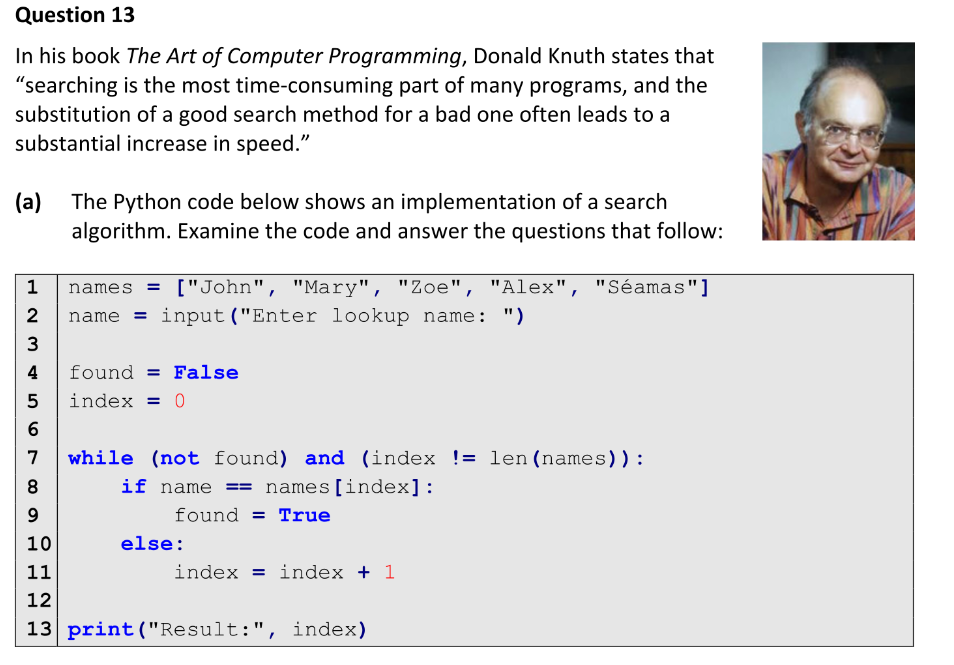 Question 13
In his book The Art of Computer Programming, Donald Knuth states that
“searching is the most time-consuming part of many programs, and the
substitution of a good search method for a bad one often leads to a
substantial increase in speed.”
(a) The Python code below shows an implementation of a search
algorithm. Examine the code and answer the questions that follow:
1 names = ["John", "Mary", "Zoe", "Alex", "Séamas"]
2 name = input("Enter lookup name: ")
3
4 found = False
5 index = 0
6
7 while (not found) and (index != len(names)):
8     if name == names[index]:
9         found = True
10     else:
11         index = index + 1
12
13 print("Result:", index)